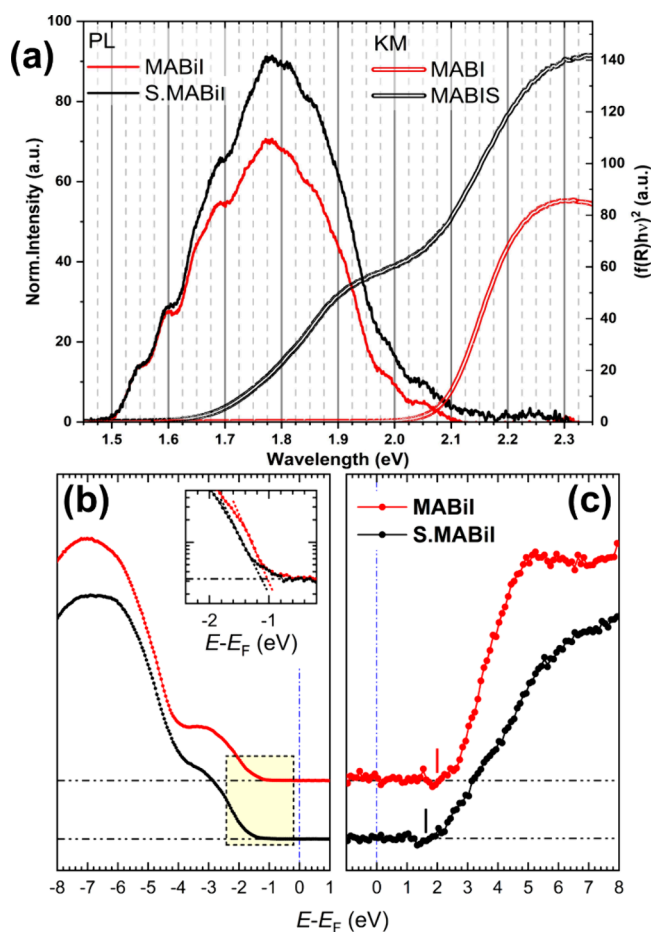 (a)
PL
MABiI
S.MABiI
KM
MABI
MABIS
100
80
60
40
20
0
Norm.Intensity (a.u.)
140
120
100
80
60
40
20
0
(f(R)hν)² (a.u.)
1.5 1.6 1.7 1.8 1.9 2.0 2.1 2.2 2.3
Wavelength (eV)
(b)
-2 -1
E-E_F (eV)
-8 -7 -6 -5 -4 -3 -2 -1 0 1
(c)
MABiI
S.MABiI
0 1 2 3 4 5 6 7 8
E-E_F (eV)